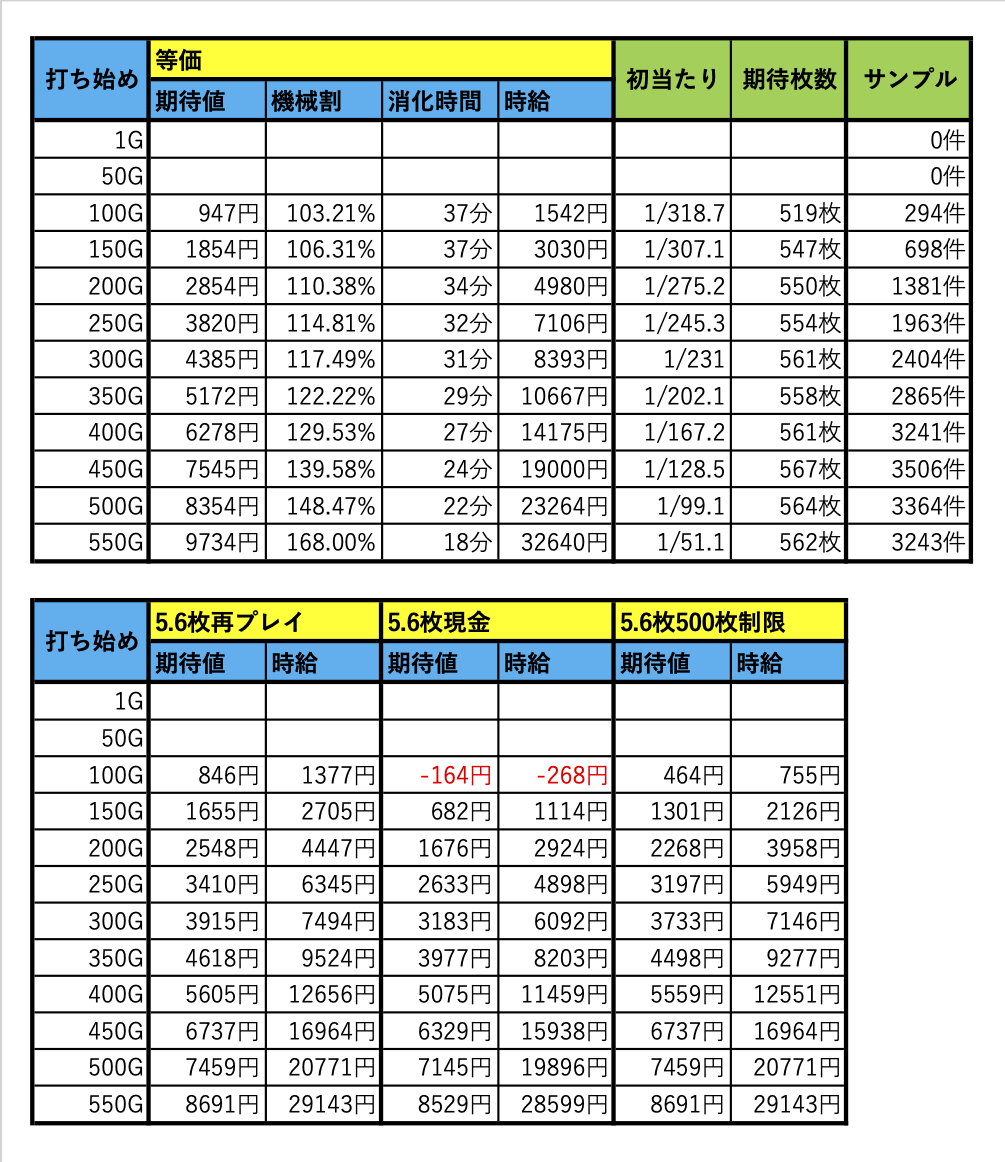 打ち始め 等価 初当たり 期待枚数 サンプル
期待値 機械割 消化時間 時給
1G 0件
50G 0件
100G 947円 103.21% 37分 1542円 1/318.7 519枚 294件
150G 1854円 106.31% 37分 3030円 1/307.1 547枚 698件
200G 2854円 110.38% 34分 4980円 1/275.2 550枚 1381件
250G 3820円 114.81% 32分 7106円 1/245.3 554枚 1963件
300G 4385円 117.49% 31分 8393円 1/231 561枚 2404件
350G 5172円 122.22% 29分 10667円 1/202.1 558枚 2865件
400G 6278円 129.53% 27分 14175円 1/167.2 561枚 3241件
450G 7545円 139.58% 24分 19000円 1/128.5 567枚 3506件
500G 8354円 148.47% 22分 23264円 1/99.1 564枚 3364件
550G 9734円 168.00% 18分 32640円 1/51.1 562枚 3243件
打ち始め 5.6枚再プレイ 5.6枚現金 5.6枚500枚制限
期待値 時給 期待値 時給 期待値 時給
1G
50G
100G 846円 1377円 -164円 -268円 464円 755円
150G 1655円 2705円 682円 1114円 1301円 2126円
200G 2548円 4447円 1676円 2924円 2268円 3958円
250G 3410円 6345円 2633円 4898円 3197円 5949円
300G 3915円 7494円 3183円 6092円 3733円 7146円
350G 4618円 9524円 3977円 8203円 4498円 9277円
400G 5605円 12656円 5075円 11459円 5559円 12551円
450G 6737円 16964円 6329円 15938円 6737円 16964円
500G 7459円 20771円 7145円 19896円 7459円 20771円
550G 8691円 29143円 8529円 28599円 8691円 29143円